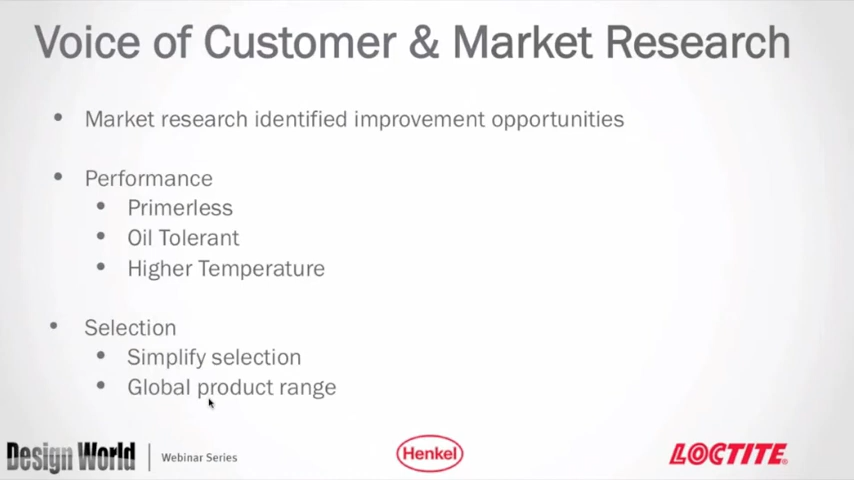 Voice of Customer & Market Research
• Market research identified improvement opportunities
• Performance
• Primerless
• Oil Tolerant
• Higher Temperature
• Selection
• Simplify selection
• Global product range
Design World | Webinar Series
Henkel
LOCTITE®